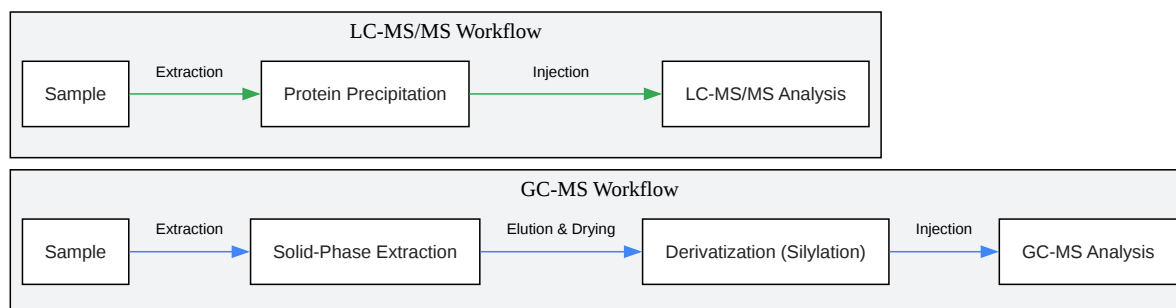 LC-MS/MS Workflow
Extraction
Injection
Sample
Protein Precipitation
LC-MS/MS Analysis
GC-MS Workflow
Extraction
Elution & Drying
Injection
Sample
Solid-Phase Extraction
Derivatization (Silylation)
GC-MS Analysis